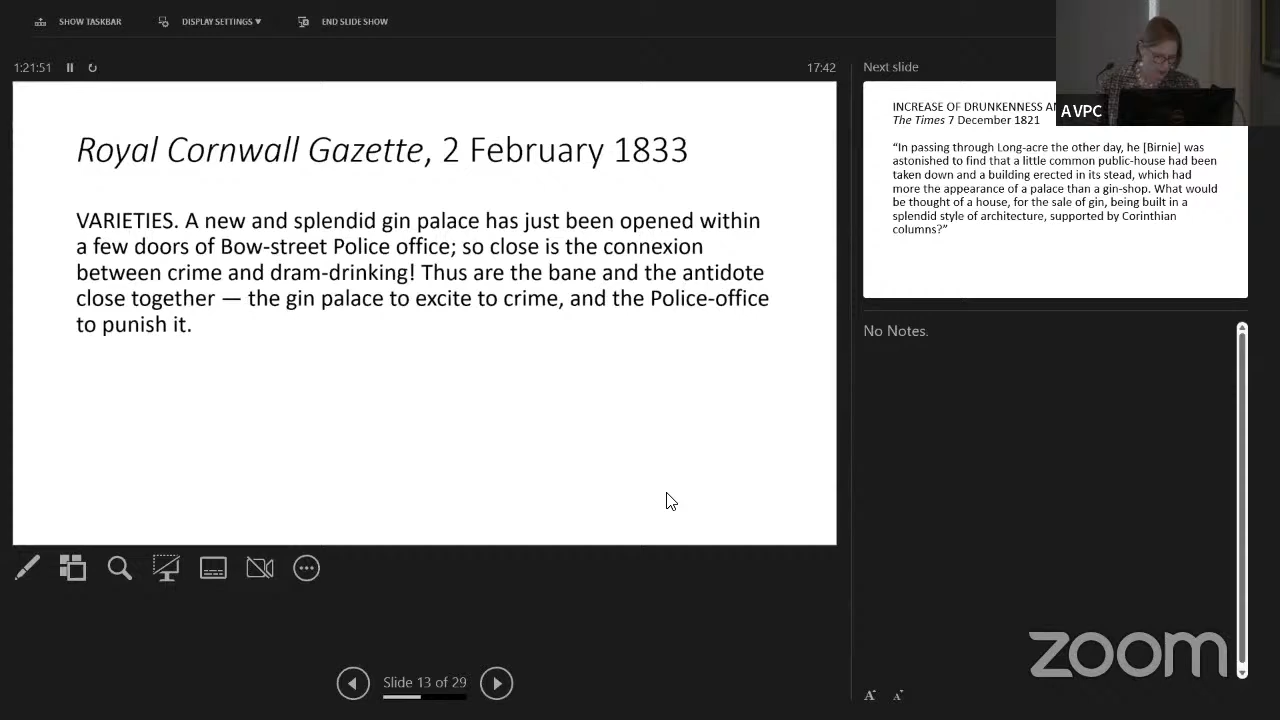 SHOW TASKBAR DISPLAY SETTINGS ▼ END SLIDE SHOW
1:21:51
17:42
Royal Cornwall Gazette, 2 February 1833
VARIETIES. A new and splendid gin palace has just been opened within
a few doors of Bow-street Police office; so close is the connexion
between crime and dram-drinking! Thus are the bane and the antidote
close together — the gin palace to excite to crime, and the Police-office
to punish it.
Slide 13 of 29
Next slide
INCREASE OF DRUNKENNESS
The Times 7 December 1821
“In passing through Long-acre the other day, he [Birnie] was
astonished to find that a little common public-house had been
taken down and a building erected in its stead, which had
more the appearance of a palace than a gin-shop. What would
be thought of a house, for the sale of gin, being built in a
splendid style of architecture, supported by Corinthian
columns?”
AVPC
No Notes.
zoom
A A